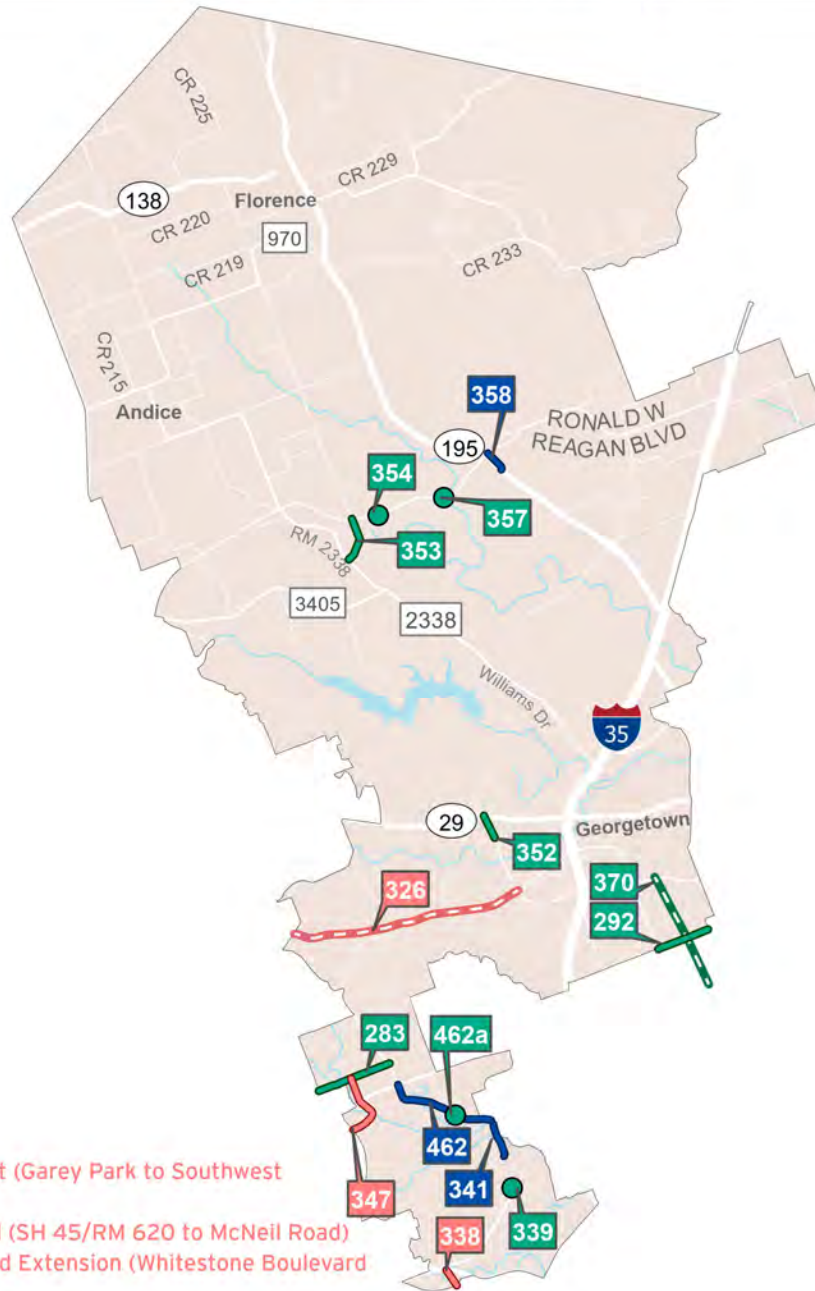 CR 225
138
CR 229
Florence
CR 220
970
CR 219
CR 233
CR 215
Andice
358
RONALD W
REAGAN BLVD
195
354
357
353
RM 2338
3405
2338
Williams Dr
35
29
Georgetown
352
326
370
292
283
462a
462
341
347
338
339
t (Garey Park to Southwest
l (SH 45/RM 620 to McNeil Road)
d Extension (Whitestone Boulevard